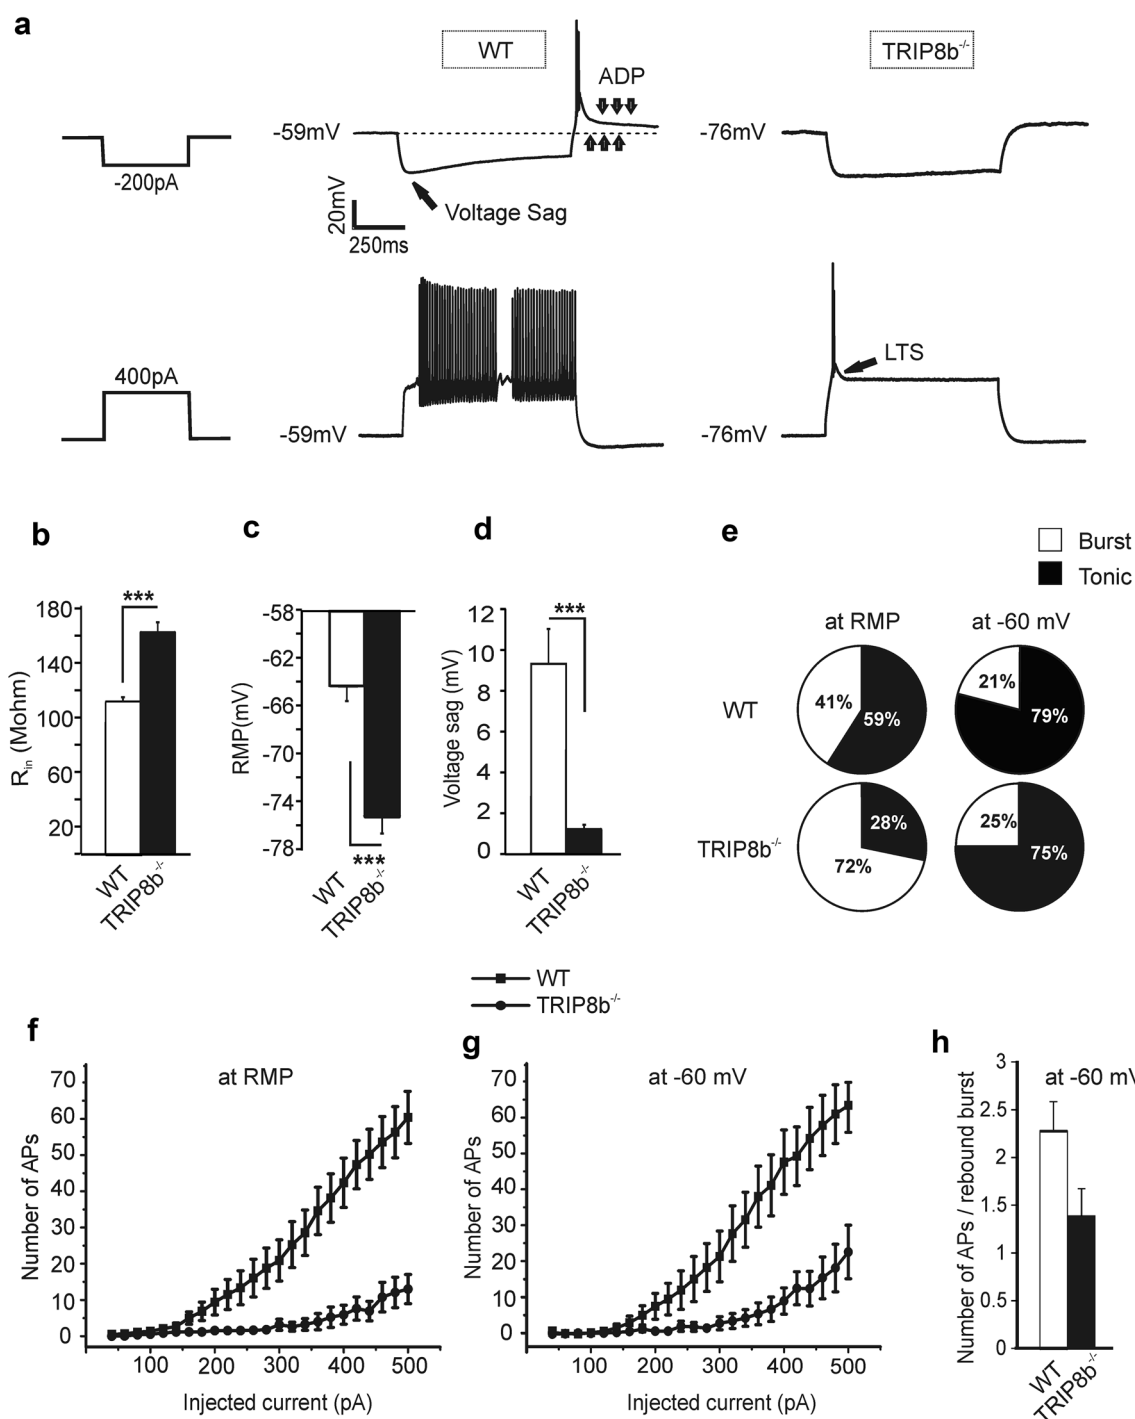 a
WT
TRIP8b-/-
ADP
-59mV
-76mV
-200pA
Voltage Sag
20mV
250ms
400pA
LTS
-59mV
-76mV
b
c
d
e
Burst
Tonic
***
180
140
100
60
20
Rin (Mohm)
WT
TRIP8b-/-
-58
-62
-66
-70
-74
-78
RMP(mV)
***
WT
TRIP8b-/-
12
10
8
6
4
2
0
Voltage sag (mV)
***
WT
TRIP8b-/-
at RMP
at -60 mV
WT
41%
59%
21%
79%
TRIP8b-/-
28%
72%
25%
75%
WT
TRIP8b-/-
f
at RMP
70
60
50
40
30
20
10
0
Number of APs
100
200
300
400
500
Injected current (pA)
g
at -60 mV
70
60
50
40
30
20
10
0
Number of APs
100
200
300
400
500
Injected current (pA)
h
at -60 mV
3
2.5
2
1.5
1
0.5
0
Number of APs / rebound burst
WT
TRIP8b-/-